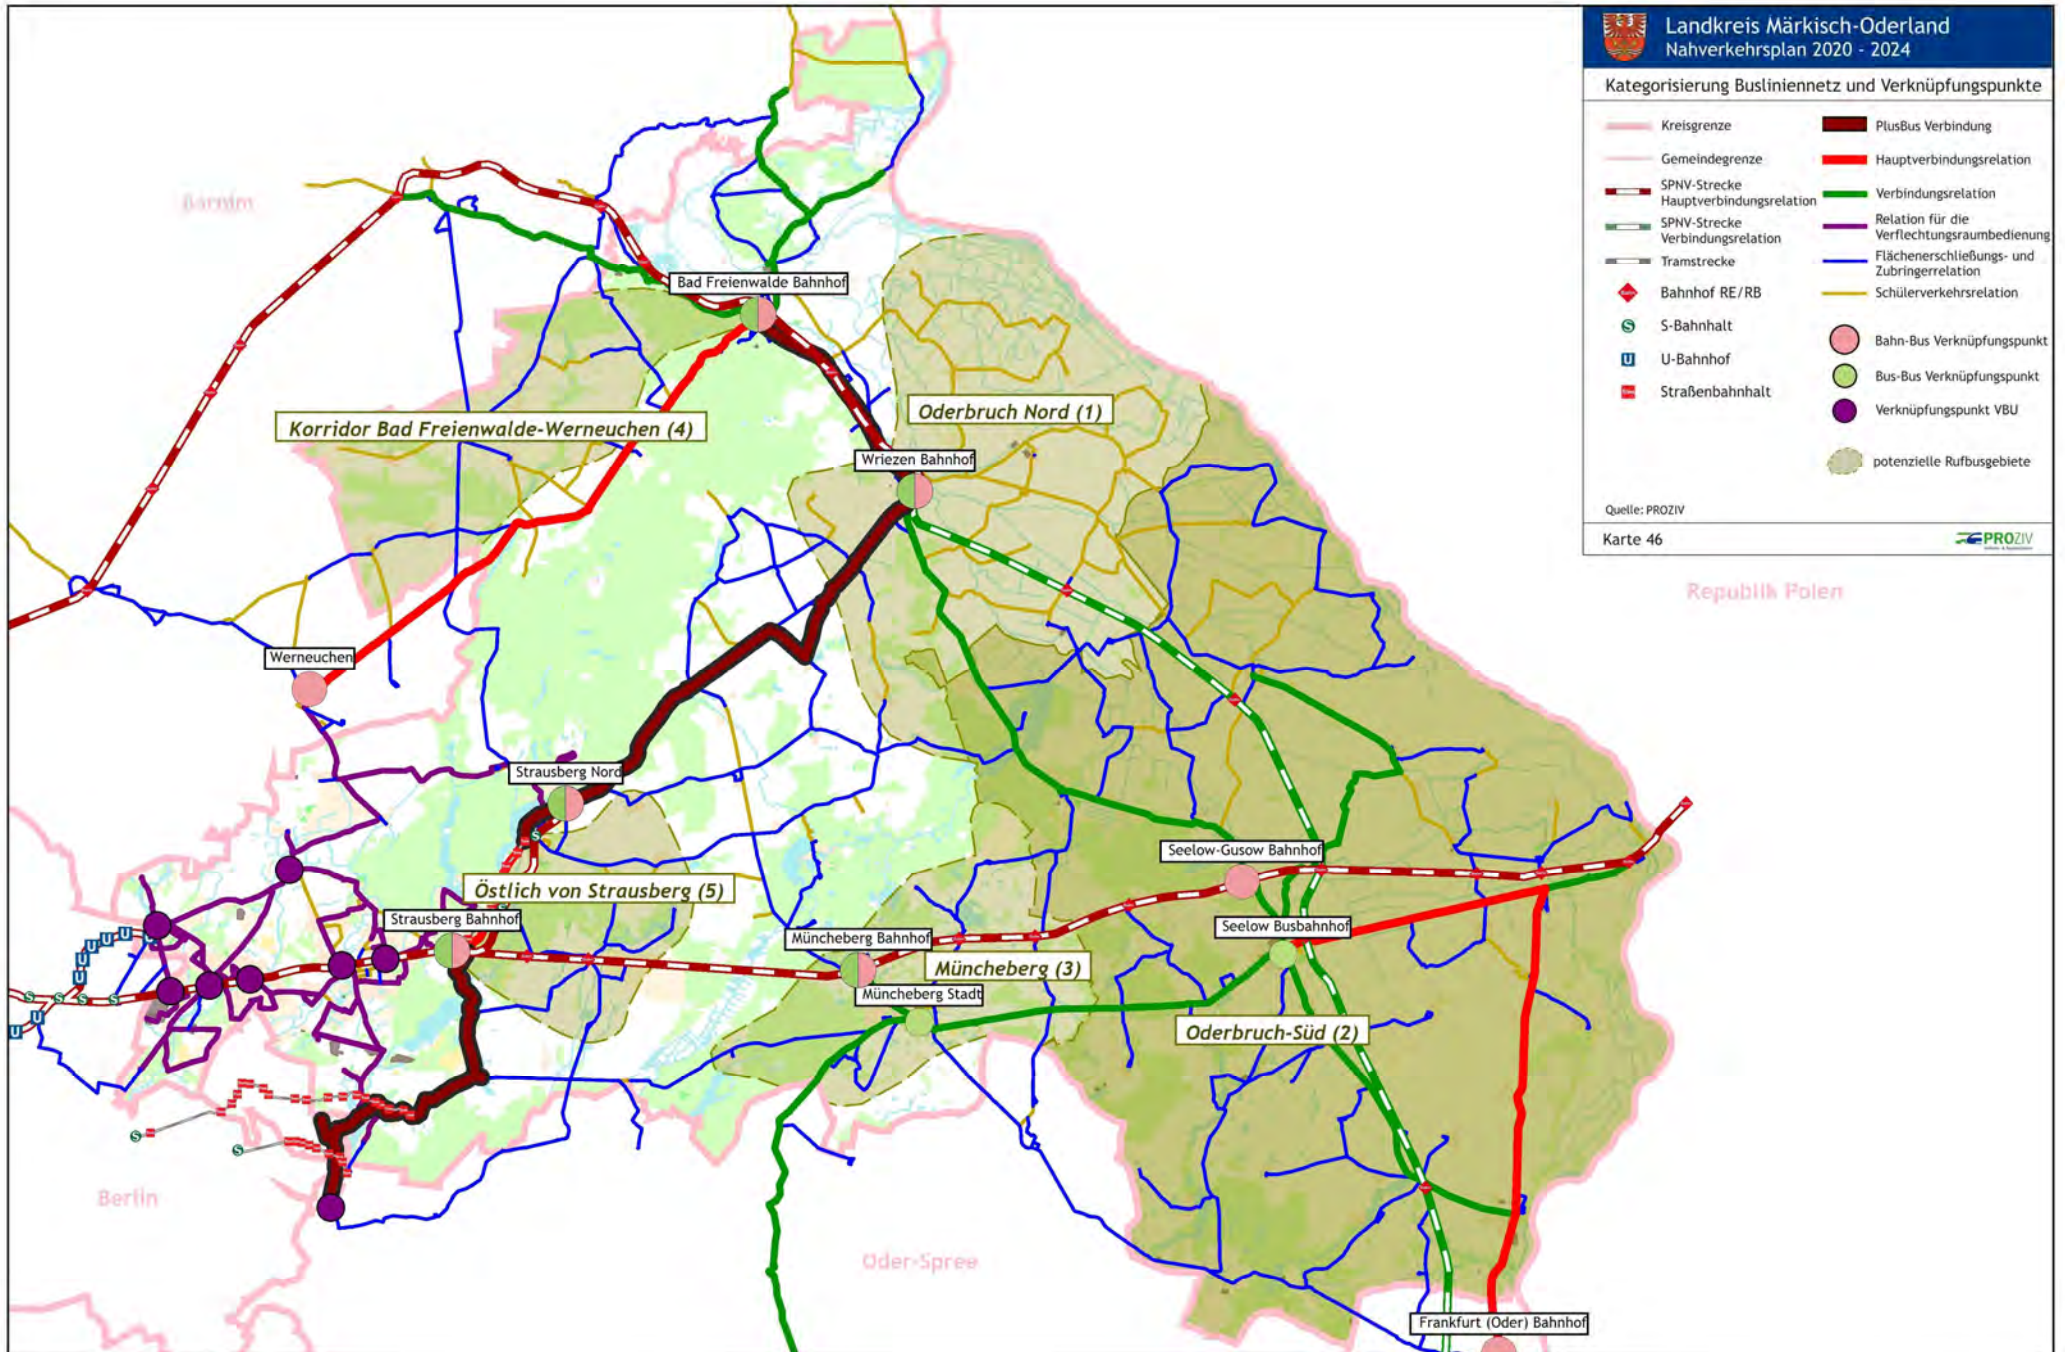 Landkreis Märkisch-Oderland
Nahverkehrsplan 2020 - 2024
Kategorisierung Busliniennetz und Verknüpfungspunkte
Kreisgrenze
Gemeindegrenze
SPNV-Strecke
Hauptverbindungsrelation
SPNV-Strecke
Verbindungsrelation
Tramstrecke
Bahnhof RE/RB
S
S-Bahnhalt
U
U-Bahnhof
Straßenbahnhalt
PlusBus Verbindung
Hauptverbindungsrelation
Verbindungsrelation
Relation für die
Verflechtungsraumbedienung
Flächenerschließungs- und
Zubringerrelation
Schülerverkehrsrelation
Bahn-Bus Verknüpfungspunkt
Bus-Bus Verknüpfungspunkt
Verknüpfungspunkt VBU
potenzielle Rufbusgebiete
Quelle: PROZIV
Karte 46
PROZIV
Barnim
Bad Freienwalde Bahnhof
Oderbruch Nord (1)
Korridor Bad Freienwalde-Werneuchen (4)
Wriezen Bahnhof
Republik Polen
Werneuchen
Strausberg Nord
S
Seelow-Gusow Bahnhof
Östlich von Strausberg (5)
Strausberg Bahnhof
Seelow Busbahnhof
Müncheberg Bahnhof
Müncheberg (3)
Müncheberg Stadt
U U U U U
U
U
S S S S
U
U
Oderbruch-Süd (2)
S
S
Berlin
Oder-Spree
Frankfurt (Oder) Bahnhof